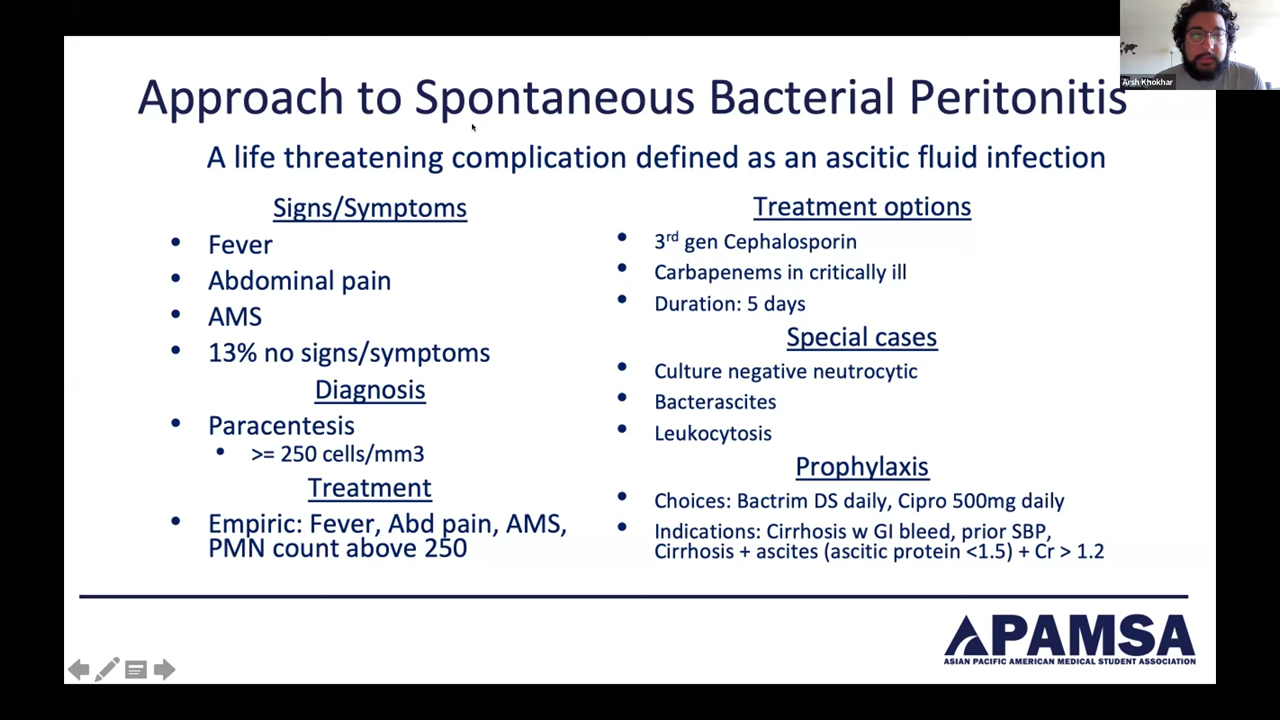 Arsh Khokhar
Approach to Spontaneous Bacterial Peritonitis
A life threatening complication defined as an ascitic fluid infection
Signs/Symptoms
• Fever
• Abdominal pain
• AMS
• 13% no signs/symptoms
Diagnosis
• Paracentesis
• >= 250 cells/mm3
Treatment
• Empiric: Fever, Abd pain, AMS,
PMN count above 250
Treatment options
• 3rd gen Cephalosporin
• Carbapenems in critically ill
• Duration: 5 days
Special cases
• Culture negative neutrocytic
• Bacterascites
• Leukocytosis
Prophylaxis
• Choices: Bactrim DS daily, Cipro 500mg daily
• Indications: Cirrhosis w GI bleed, prior SBP,
Cirrhosis + ascites (ascitic protein <1.5) + Cr > 1.2
APAMSA
ASIAN PACIFIC AMERICAN MEDICAL STUDENT ASSOCIATION